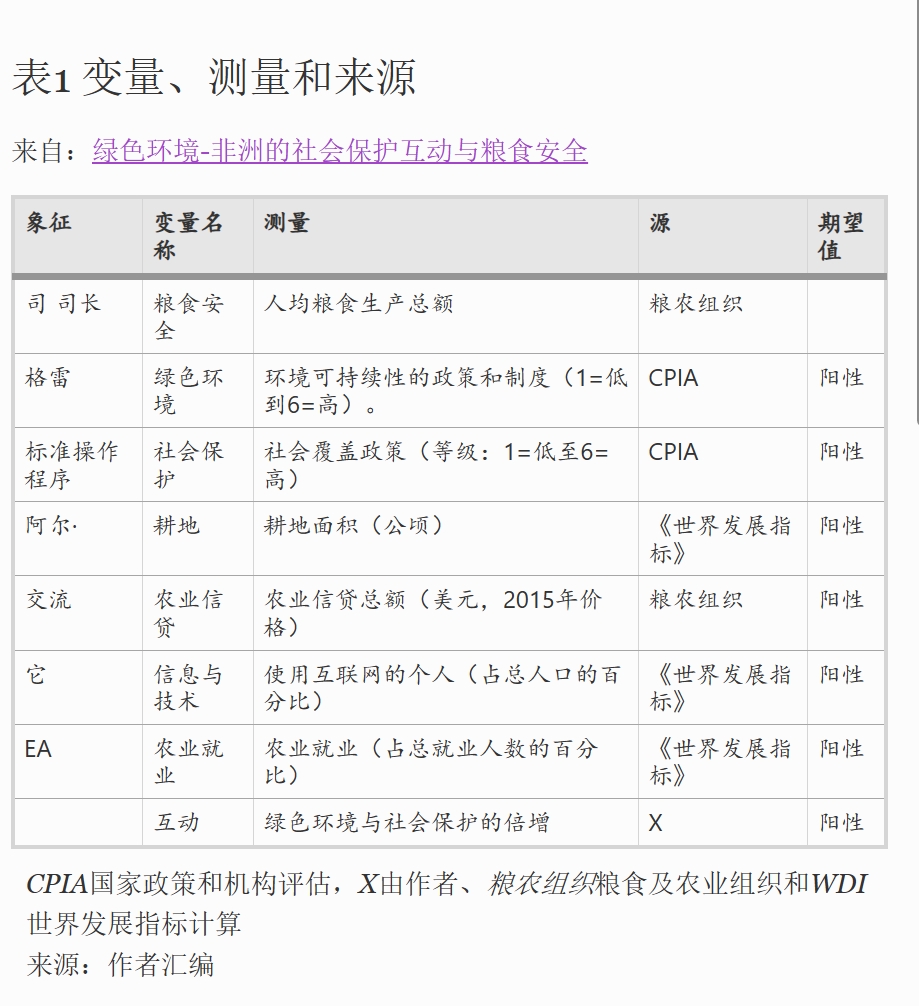 表1 变量、测量和来源
来自：绿色环境-非洲的社会保护互动与粮食安全
象征 变量名称 测量 源 期望值
司 司长 粮食安全 人均粮食生产总额 粮农组织
格雷 绿色环境 环境可持续性的政策和制度（1=低到6=高）。 CPIA 阳性
标准操作程序 社会保护 社会覆盖政策（等级：1=低至6=高） CPIA 阳性
阿尔· 耕地 耕地面积（公顷） 《世界发展指标》 阳性
交流 农业信贷 农业信贷总额（美元，2015年价格） 粮农组织 阳性
它 信息与技术 使用互联网的个人（占总人口的百分比） 《世界发展指标》 阳性
EA 农业就业 农业就业（占总就业人数的百分比） 《世界发展指标》 阳性
互动 绿色环境与社会保护的倍增 X 阳性
CPIA国家政策和机构评估，X由作者、粮农组织粮食及农业组织和WDI
世界发展指标计算
来源：作者汇编